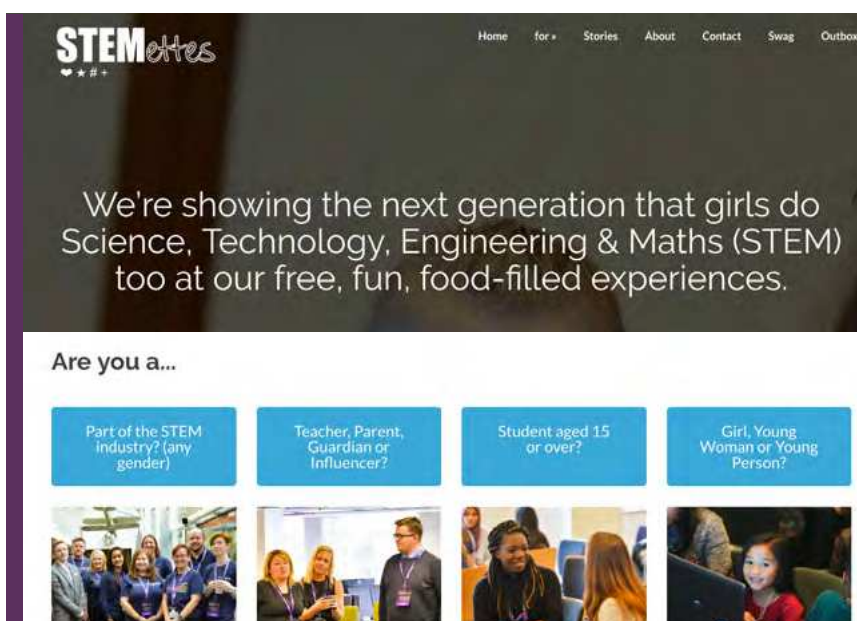 STEMettes
❤★#+
Home for » Stories About Contact Swag Outbox
We're showing the next generation that girls do
Science, Technology, Engineering & Maths (STEM)
too at our free, fun, food-filled experiences.
Are you a...
Part of the STEM
industry? (any
gender)
Teacher, Parent,
Guardian or
Influencer?
Student aged 15
or over?
Girl, Young
Woman or Young
Person?